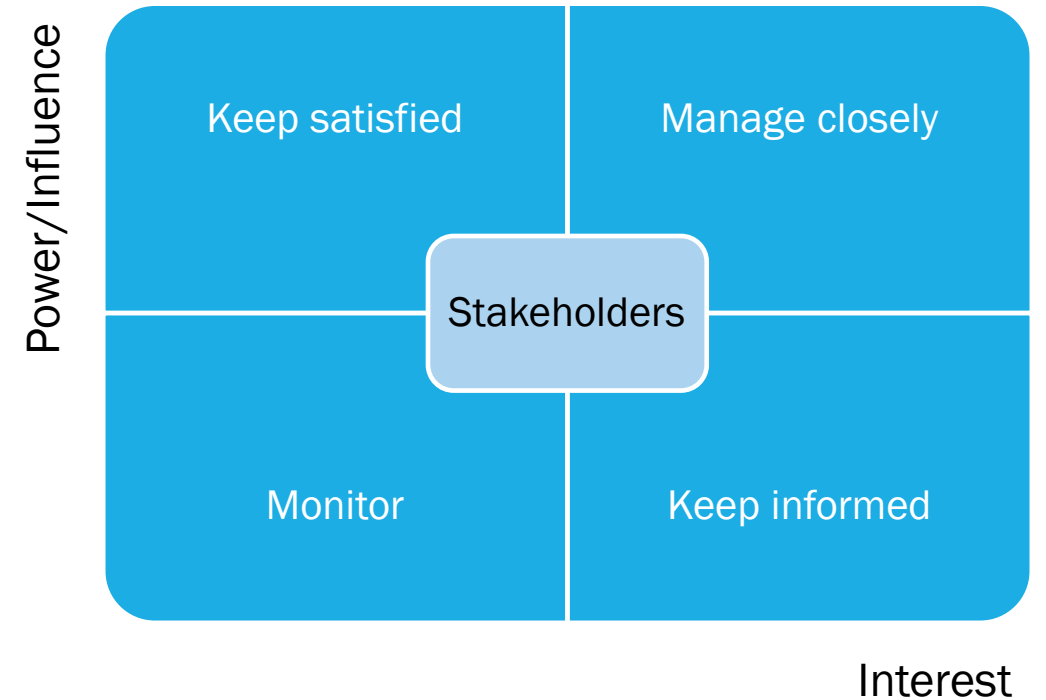 Power/Influence
Keep satisfied
Manage closely
Stakeholders
Monitor
Keep informed
Interest